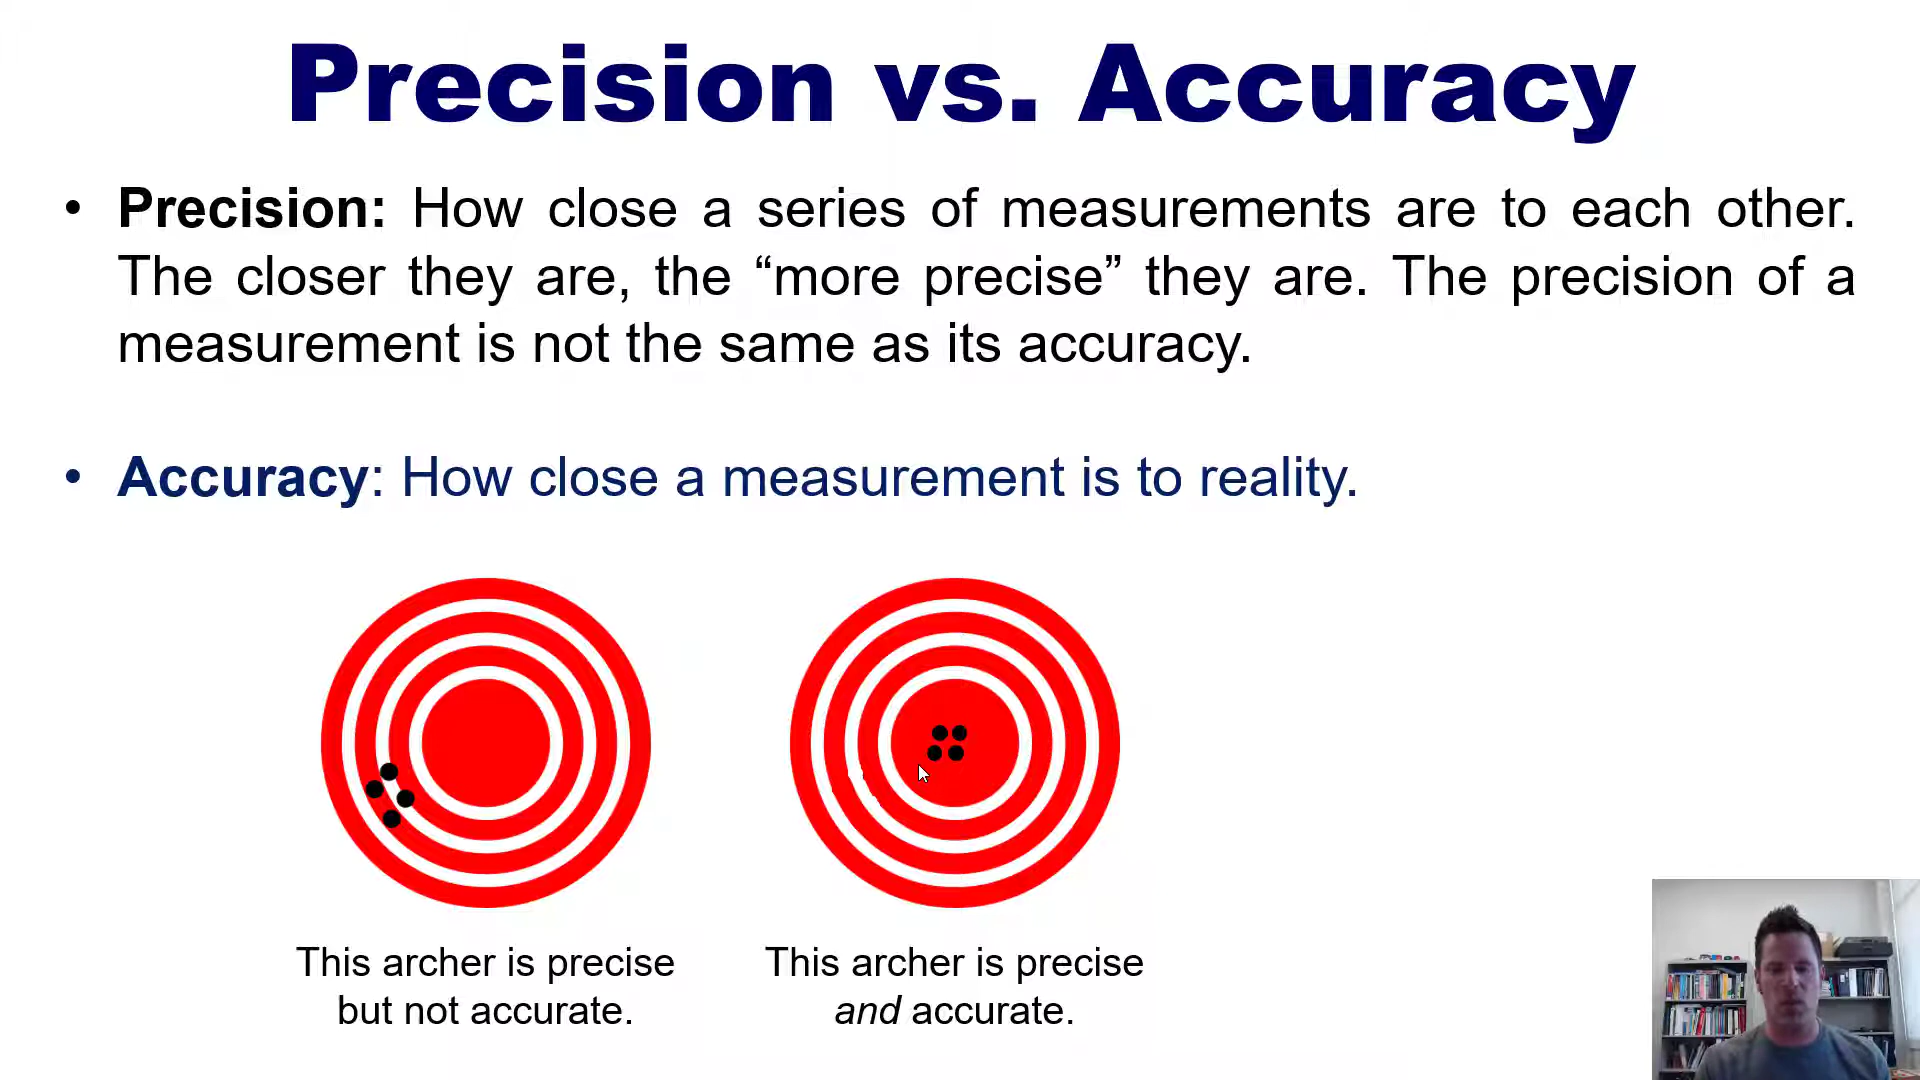 Precision vs. Accuracy
• Precision: How close a series of measurements are to each other.
The closer they are, the “more precise” they are. The precision of a
measurement is not the same as its accuracy.
• Accuracy: How close a measurement is to reality.
This archer is precise
but not accurate.
This archer is precise
and accurate.